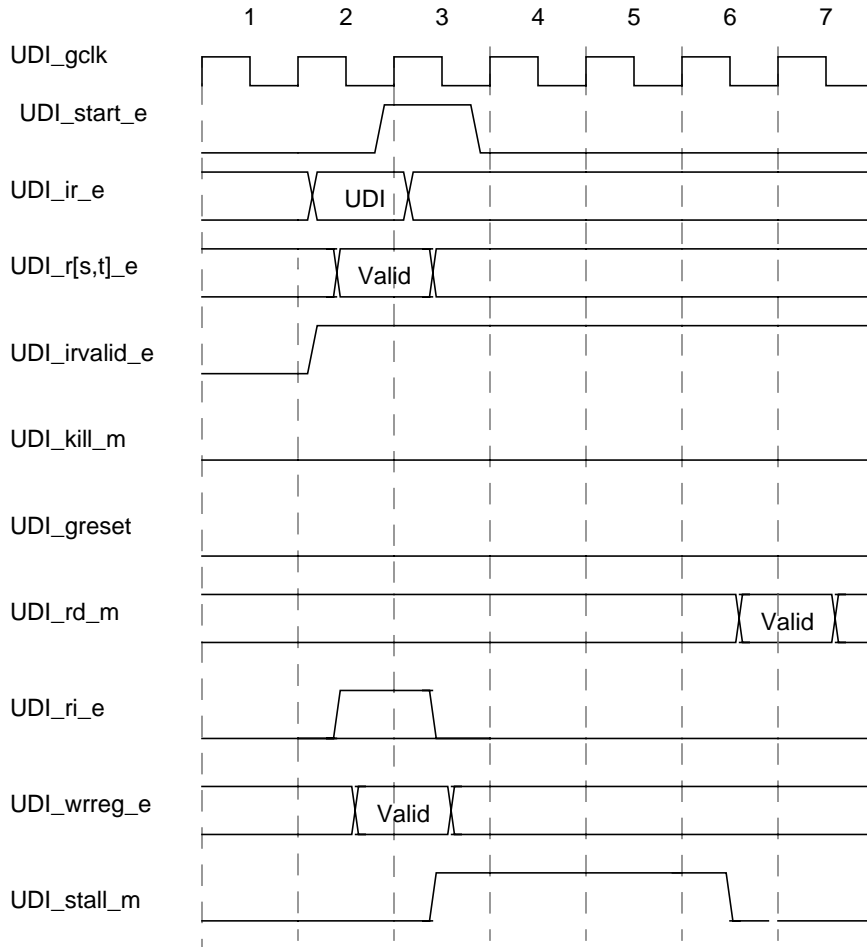 1 2 3 4 5 6 7
UDI_gclk
UDI_start_e
UDI_ir_e
UDI
UDI_r[s,t]_e
Valid
UDI_irvalid_e
UDI_kill_m
UDI_greset
UDI_rd_m
Valid
UDI_ri_e
UDI_wrreg_e
Valid
UDI_stall_m